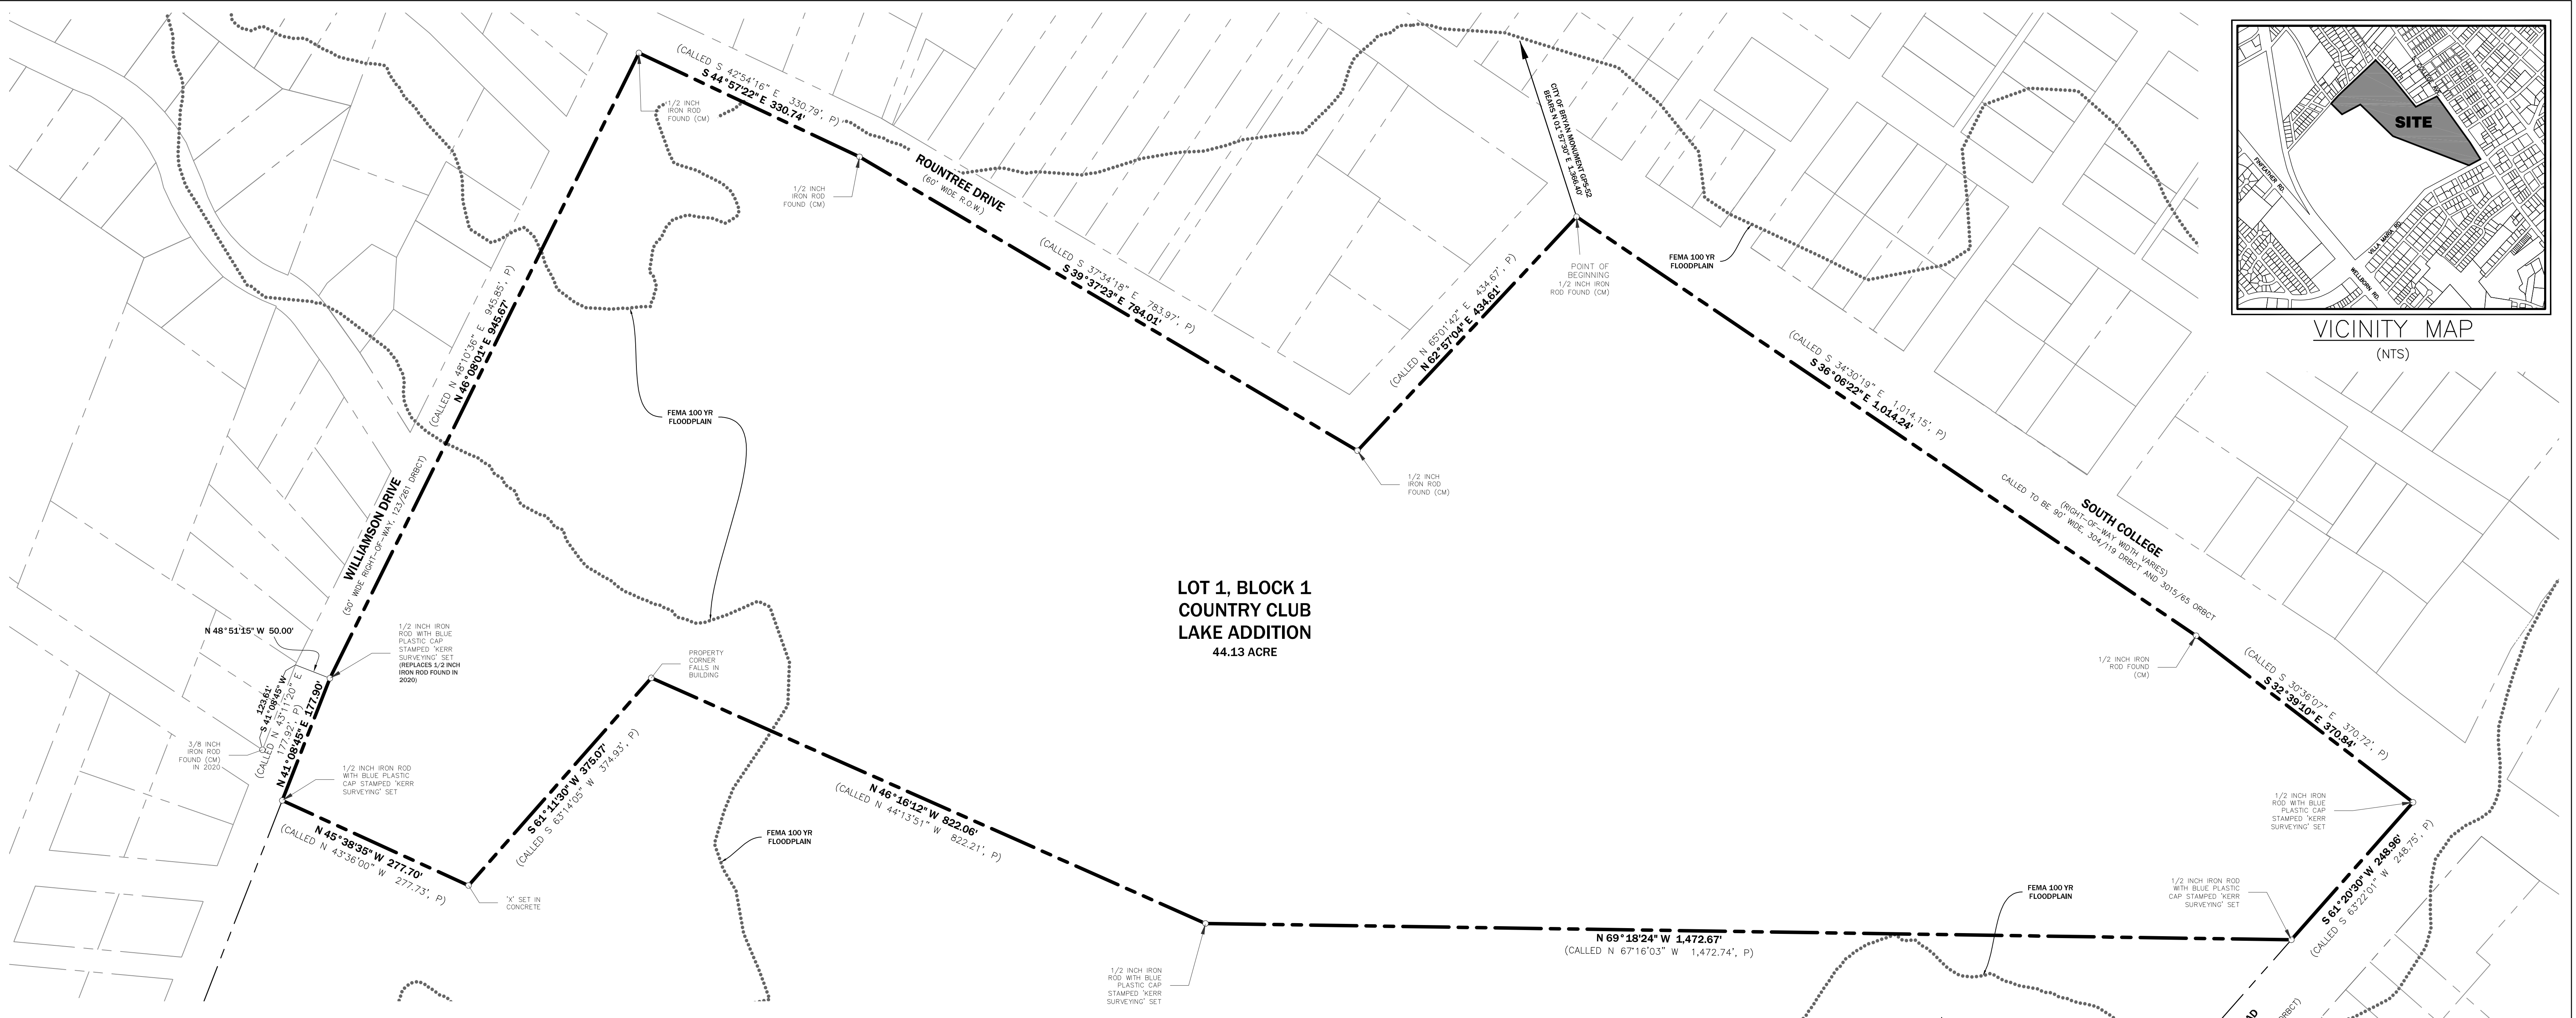 (CALLED S 42°54'16" E 330.79', P)
S 44°57'22" E 330.74'
1/2 INCH
IRON ROD
FOUND (CM)
1/2 INCH
IRON ROD
FOUND (CM)
ROUNTREE DRIVE
(60' WIDE R.O.W.)
(CALLED S 37°34'18" E 783.97', P)
S 39°37'23" E 784.01'
CITY OF BRYAN MONUMENT GPS-52
BEARS N 01°57'30" E 1,366.40'
(CALLED N 65°01'42" E 434.67', P)
N 62°57'04" E 434.61'
POINT OF
BEGINNING
1/2 INCH IRON
ROD FOUND (CM)
FEMA 100 YR
FLOODPLAIN
1/2 INCH
IRON ROD
FOUND (CM)
(CALLED S 34°30'19" E 1,014.15', P)
S 36°06'22" E 1,014.24'
SOUTH COLLEGE
(RIGHT-OF-WAY WIDTH VARIES)
CALLED TO BE 90' WIDE, 304/119 DRBCT AND 3015/65 ORBCT
1/2 INCH IRON
ROD FOUND
(CM)
(CALLED S 30°36'07" E 370.72', P)
S 32°39'10" E 370.84'
SITE
COLLEGE RD.
FINFEATHER RD.
VILLA MARIA RD.
WELLBORN RD.
VICINITY MAP
(NTS)
(CALLED N 48°10'36" E 945.85', P)
N 46°08'01" E 945.67'
FEMA 100 YR
FLOODPLAIN
WILLIAMSON DRIVE
(50' WIDE RIGHT-OF-WAY, 123/261 DRBCT)
N 48°51'15" W 50.00'
1/2 INCH IRON
ROD WITH BLUE
PLASTIC CAP
STAMPED 'KERR
SURVEYING' SET
(REPLACES 1/2 INCH
IRON ROD FOUND IN
2020)
123.61'
S 41°08'45" W
(CALLED N 43°11'20" E
177.92', P)
N 41°08'45" E 177.90'
3/8 INCH
IRON ROD
FOUND (CM)
IN 2020
1/2 INCH IRON ROD
WITH BLUE PLASTIC
CAP STAMPED 'KERR
SURVEYING' SET
N 45°38'35" W 277.70'
(CALLED N 43°36'00" W 277.73', P)
'X' SET IN
CONCRETE
S 61°11'30" W 375.07'
(CALLED S 63°14'05" W 374.93', P)
PROPERTY
CORNER
FALLS IN
BUILDING
LOT 1, BLOCK 1
COUNTRY CLUB
LAKE ADDITION
44.13 ACRE
N 46°16'12" W 822.06'
(CALLED N 44°13'51" W 822.21', P)
FEMA 100 YR
FLOODPLAIN
1/2 INCH IRON
ROD WITH BLUE
PLASTIC CAP
STAMPED 'KERR
SURVEYING' SET
N 69°18'24" W 1,472.67'
(CALLED N 67°16'03" W 1,472.74', P)
FEMA 100 YR
FLOODPLAIN
1/2 INCH IRON
ROD WITH BLUE
PLASTIC CAP
STAMPED 'KERR
SURVEYING' SET
1/2 INCH IRON ROD
WITH BLUE PLASTIC
CAP STAMPED 'KERR
SURVEYING' SET
S 61°20'30" W 248.96'
(CALLED S 63°22'01" W 248.75', P)